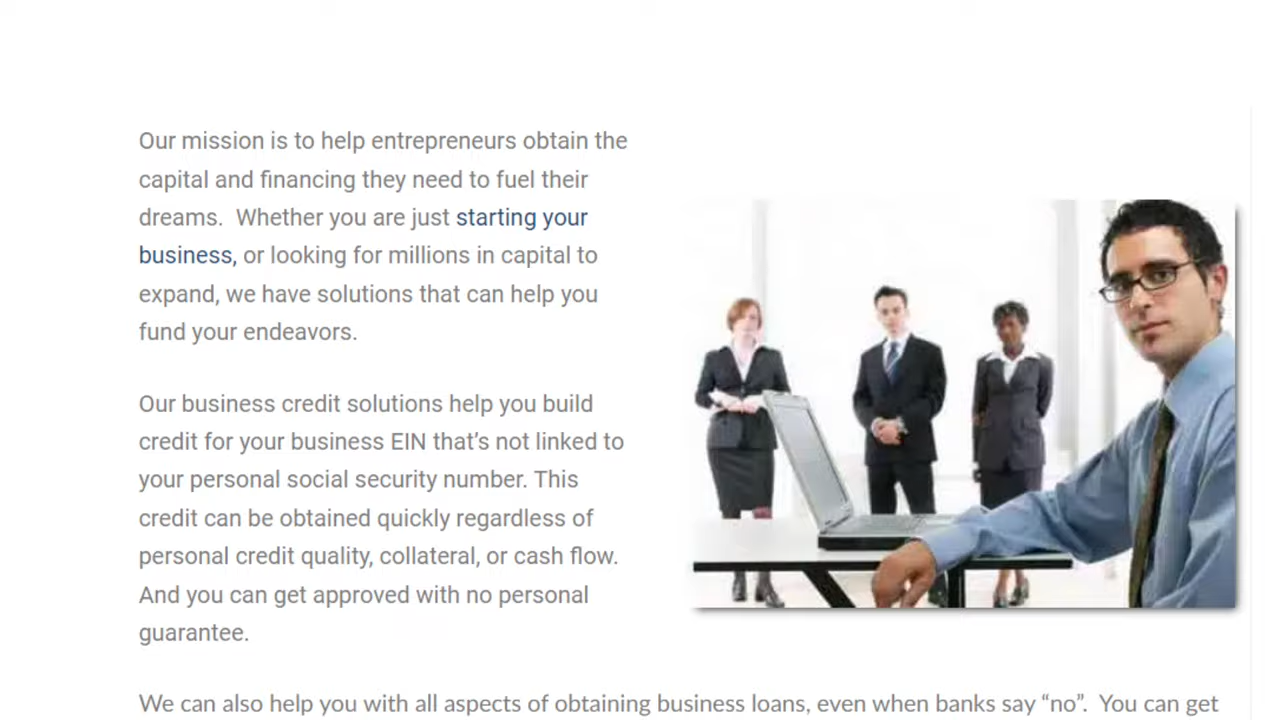 Our mission is to help entrepreneurs obtain the
capital and financing they need to fuel their
dreams.  Whether you are just starting your
business, or looking for millions in capital to
expand, we have solutions that can help you
fund your endeavors.
Our business credit solutions help you build
credit for your business EIN that’s not linked to
your personal social security number. This
credit can be obtained quickly regardless of
personal credit quality, collateral, or cash flow.
And you can get approved with no personal
guarantee.
We can also help you with all aspects of obtaining business loans, even when banks say “no”.  You can get